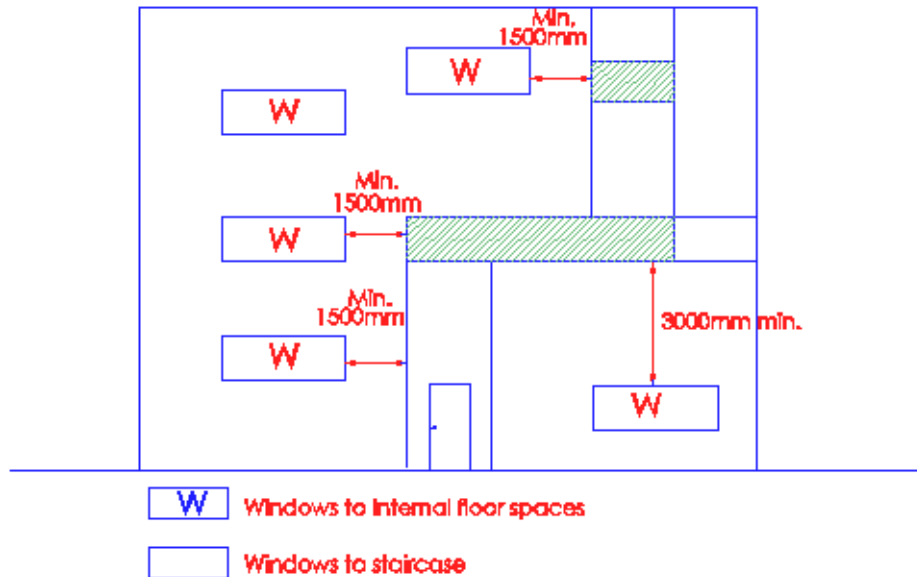 Min.
1500mm
W
W
Min.
1500mm
W
Min.
1500mm
3000mm min.
W
W
W Windows to internal floor spaces
Windows to staircase